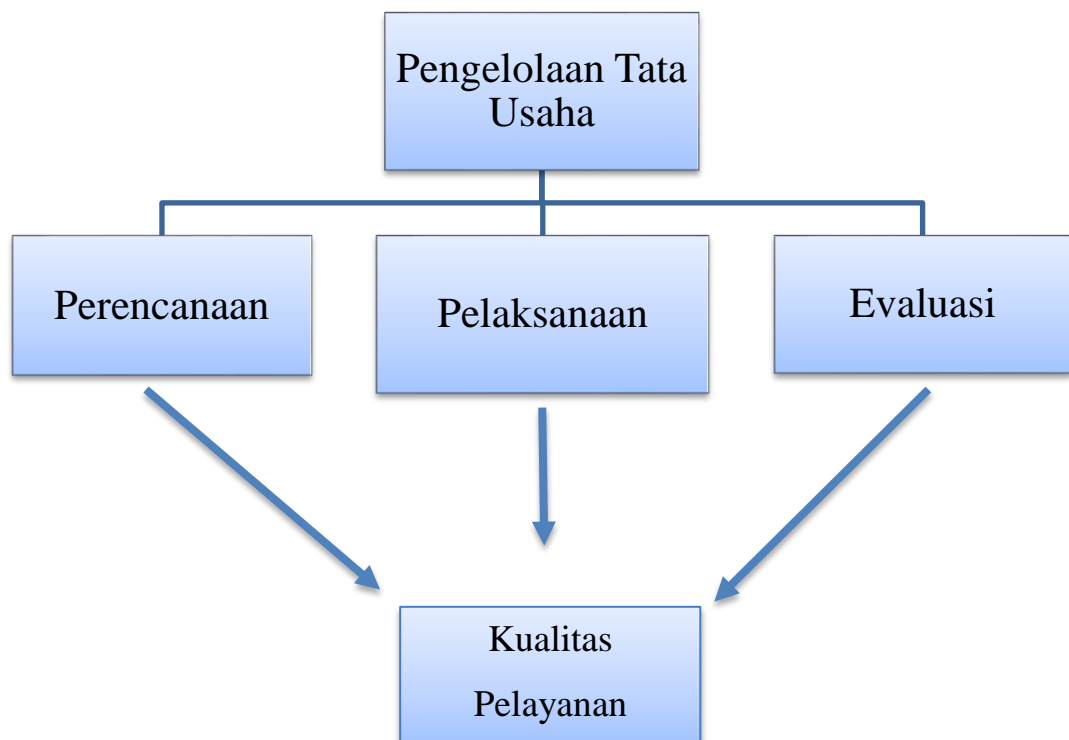 Pengelolaan Tata
Usaha
Perencanaan
Pelaksanaan
Evaluasi
Kualitas
Pelayanan